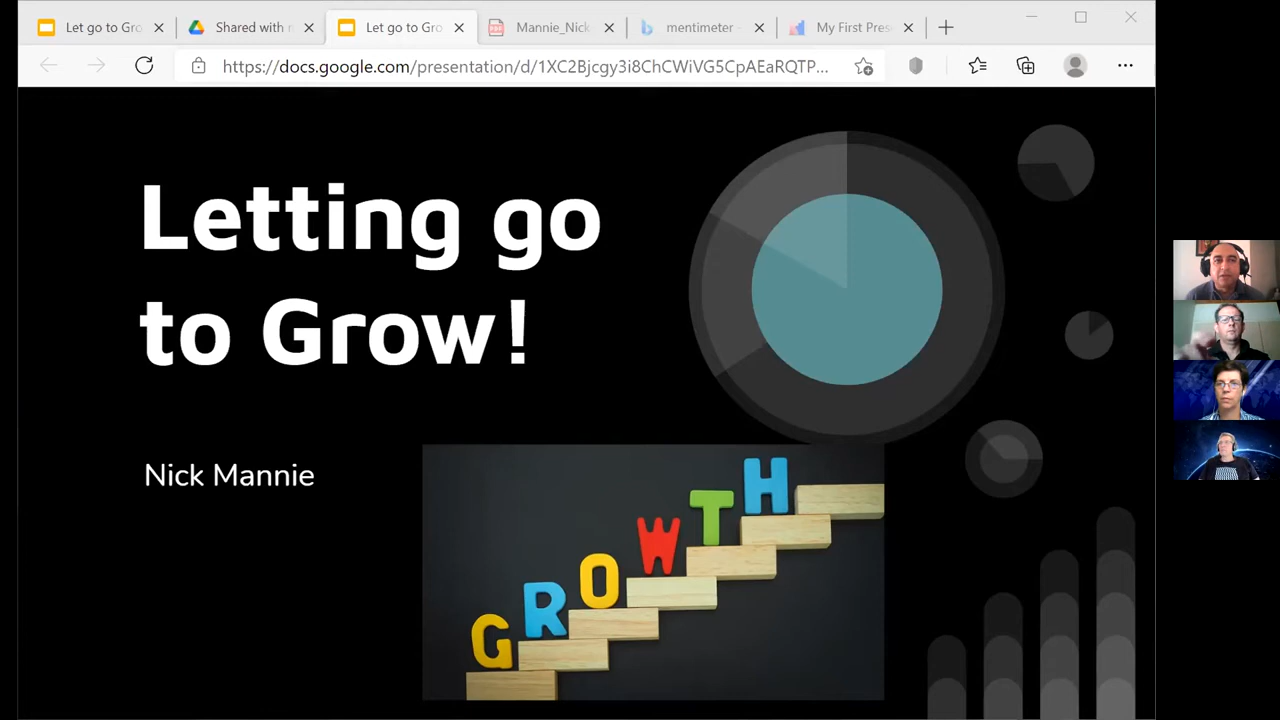 Let go to Gro
Shared with r
Let go to Gro
Mannie_Nick
mentimeter -
My First Pres
https://docs.google.com/presentation/d/1XC2Bjcgy3i8ChCWiVG5CpAEaRQTP...
Letting go
to Grow!
Nick Mannie
GROWTH